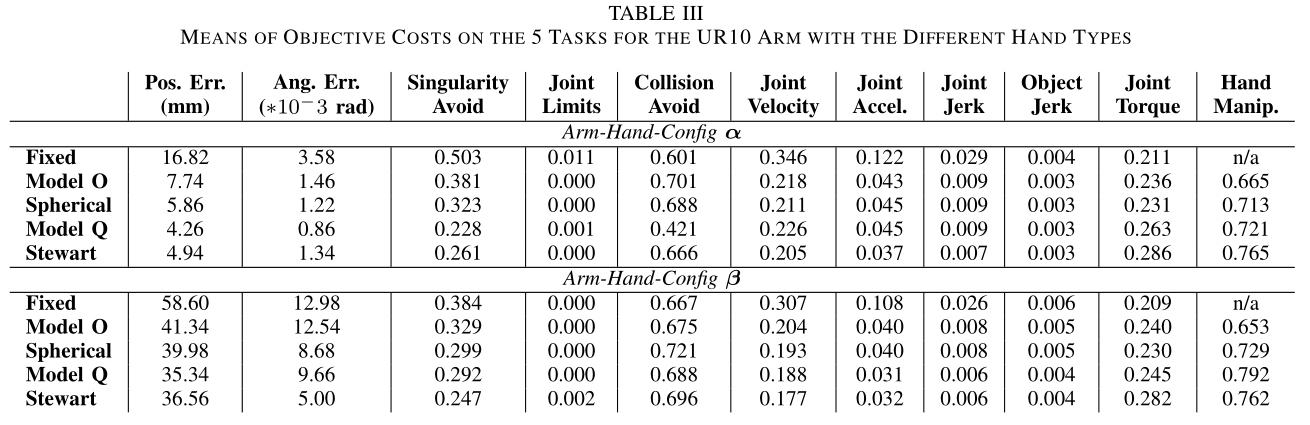 TABLE III
MEANS OF OBJECTIVE COSTS ON THE 5 TASKS FOR THE UR10 ARM WITH THE DIFFERENT HAND TYPES
Pos. Err. (mm) Ang. Err. (*10−3 rad) Singularity Avoid Joint Limits Collision Avoid Joint Velocity Joint Accel. Joint Jerk Object Jerk Joint Torque Hand Manip.
Arm-Hand-Config α
Fixed 16.82 3.58 0.503 0.011 0.601 0.346 0.122 0.029 0.004 0.211 n/a
Model O 7.74 1.46 0.381 0.000 0.701 0.218 0.043 0.009 0.003 0.236 0.665
Spherical 5.86 1.22 0.323 0.000 0.688 0.211 0.045 0.009 0.003 0.231 0.713
Model Q 4.26 0.86 0.228 0.001 0.421 0.226 0.045 0.009 0.003 0.263 0.721
Stewart 4.94 1.34 0.261 0.000 0.666 0.205 0.037 0.007 0.003 0.286 0.765
Arm-Hand-Config β
Fixed 58.60 12.98 0.384 0.000 0.667 0.307 0.108 0.026 0.006 0.209 n/a
Model O 41.34 12.54 0.329 0.000 0.675 0.204 0.040 0.008 0.005 0.240 0.653
Spherical 39.98 8.68 0.299 0.000 0.721 0.193 0.040 0.008 0.005 0.230 0.729
Model Q 35.34 9.66 0.292 0.000 0.688 0.188 0.031 0.006 0.004 0.245 0.792
Stewart 36.56 5.00 0.247 0.002 0.696 0.177 0.032 0.006 0.004 0.282 0.762